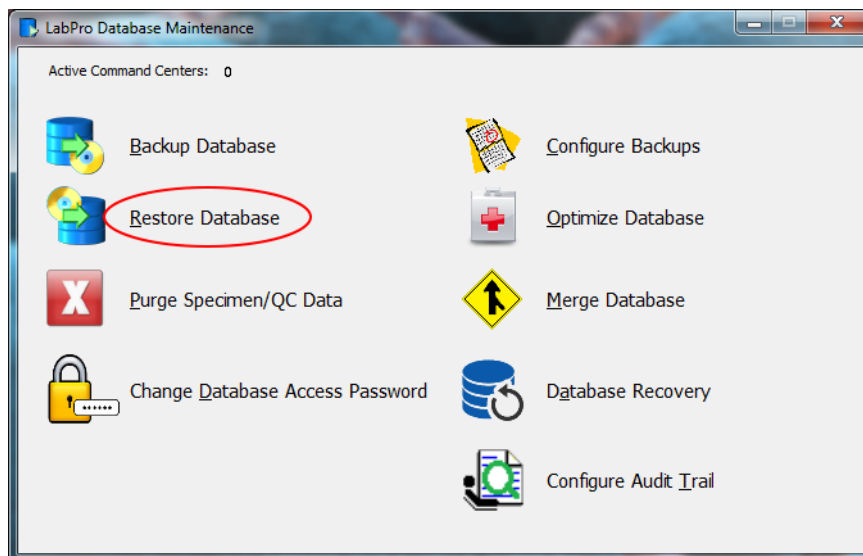 LabPro Database Maintenance
Active Command Centers: 0
Backup Database
Configure Backups
Restore Database
Optimize Database
Purge Specimen/QC Data
Merge Database
Change Database Access Password
Database Recovery
Configure Audit Trail